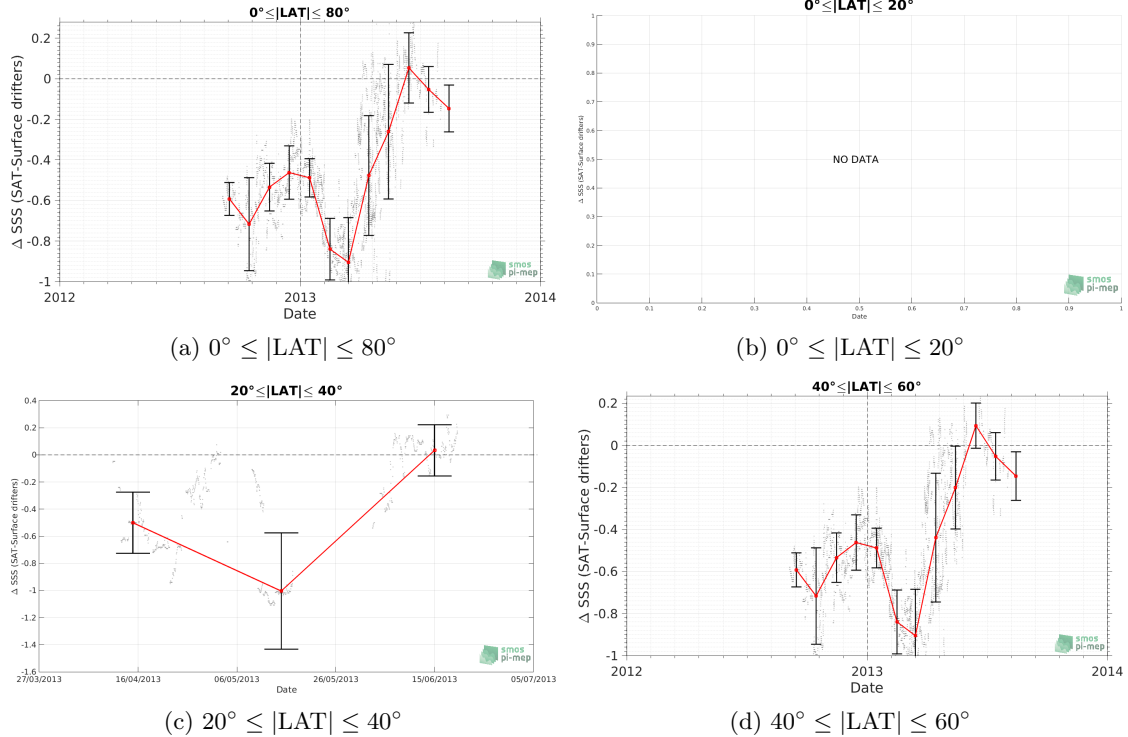 0°≤|LAT|≤ 80°
Δ SSS (SAT-Surface drifters)
0.2
0
-0.2
-0.4
-0.6
-0.8
-1
2012
2013
2014
Date
smos
pi-mep
(a) 0° ≤ |LAT| ≤ 80°
0°≤|LAT|≤ 20°
Δ SSS (SAT-Surface drifters)
1
0.9
0.8
0.7
0.6
0.5
0.4
0.3
0.2
0.1
0
NO DATA
0
0.1
0.2
0.3
0.4
0.5
0.6
0.7
0.8
0.9
1
Date
smos
pi-mep
(b) 0° ≤ |LAT| ≤ 20°
20°≤|LAT|≤ 40°
Δ SSS (SAT-Surface drifters)
0.4
0.2
0
-0.2
-0.4
-0.6
-0.8
-1
-1.2
-1.4
-1.6
27/03/2013
16/04/2013
06/05/2013
26/05/2013
15/06/2013
05/07/2013
Date
smos
pi-mep
(c) 20° ≤ |LAT| ≤ 40°
40°≤|LAT|≤ 60°
Δ SSS (SAT-Surface drifters)
0.2
0
-0.2
-0.4
-0.6
-0.8
-1
2012
2013
2014
Date
smos
pi-mep
(d) 40° ≤ |LAT| ≤ 60°